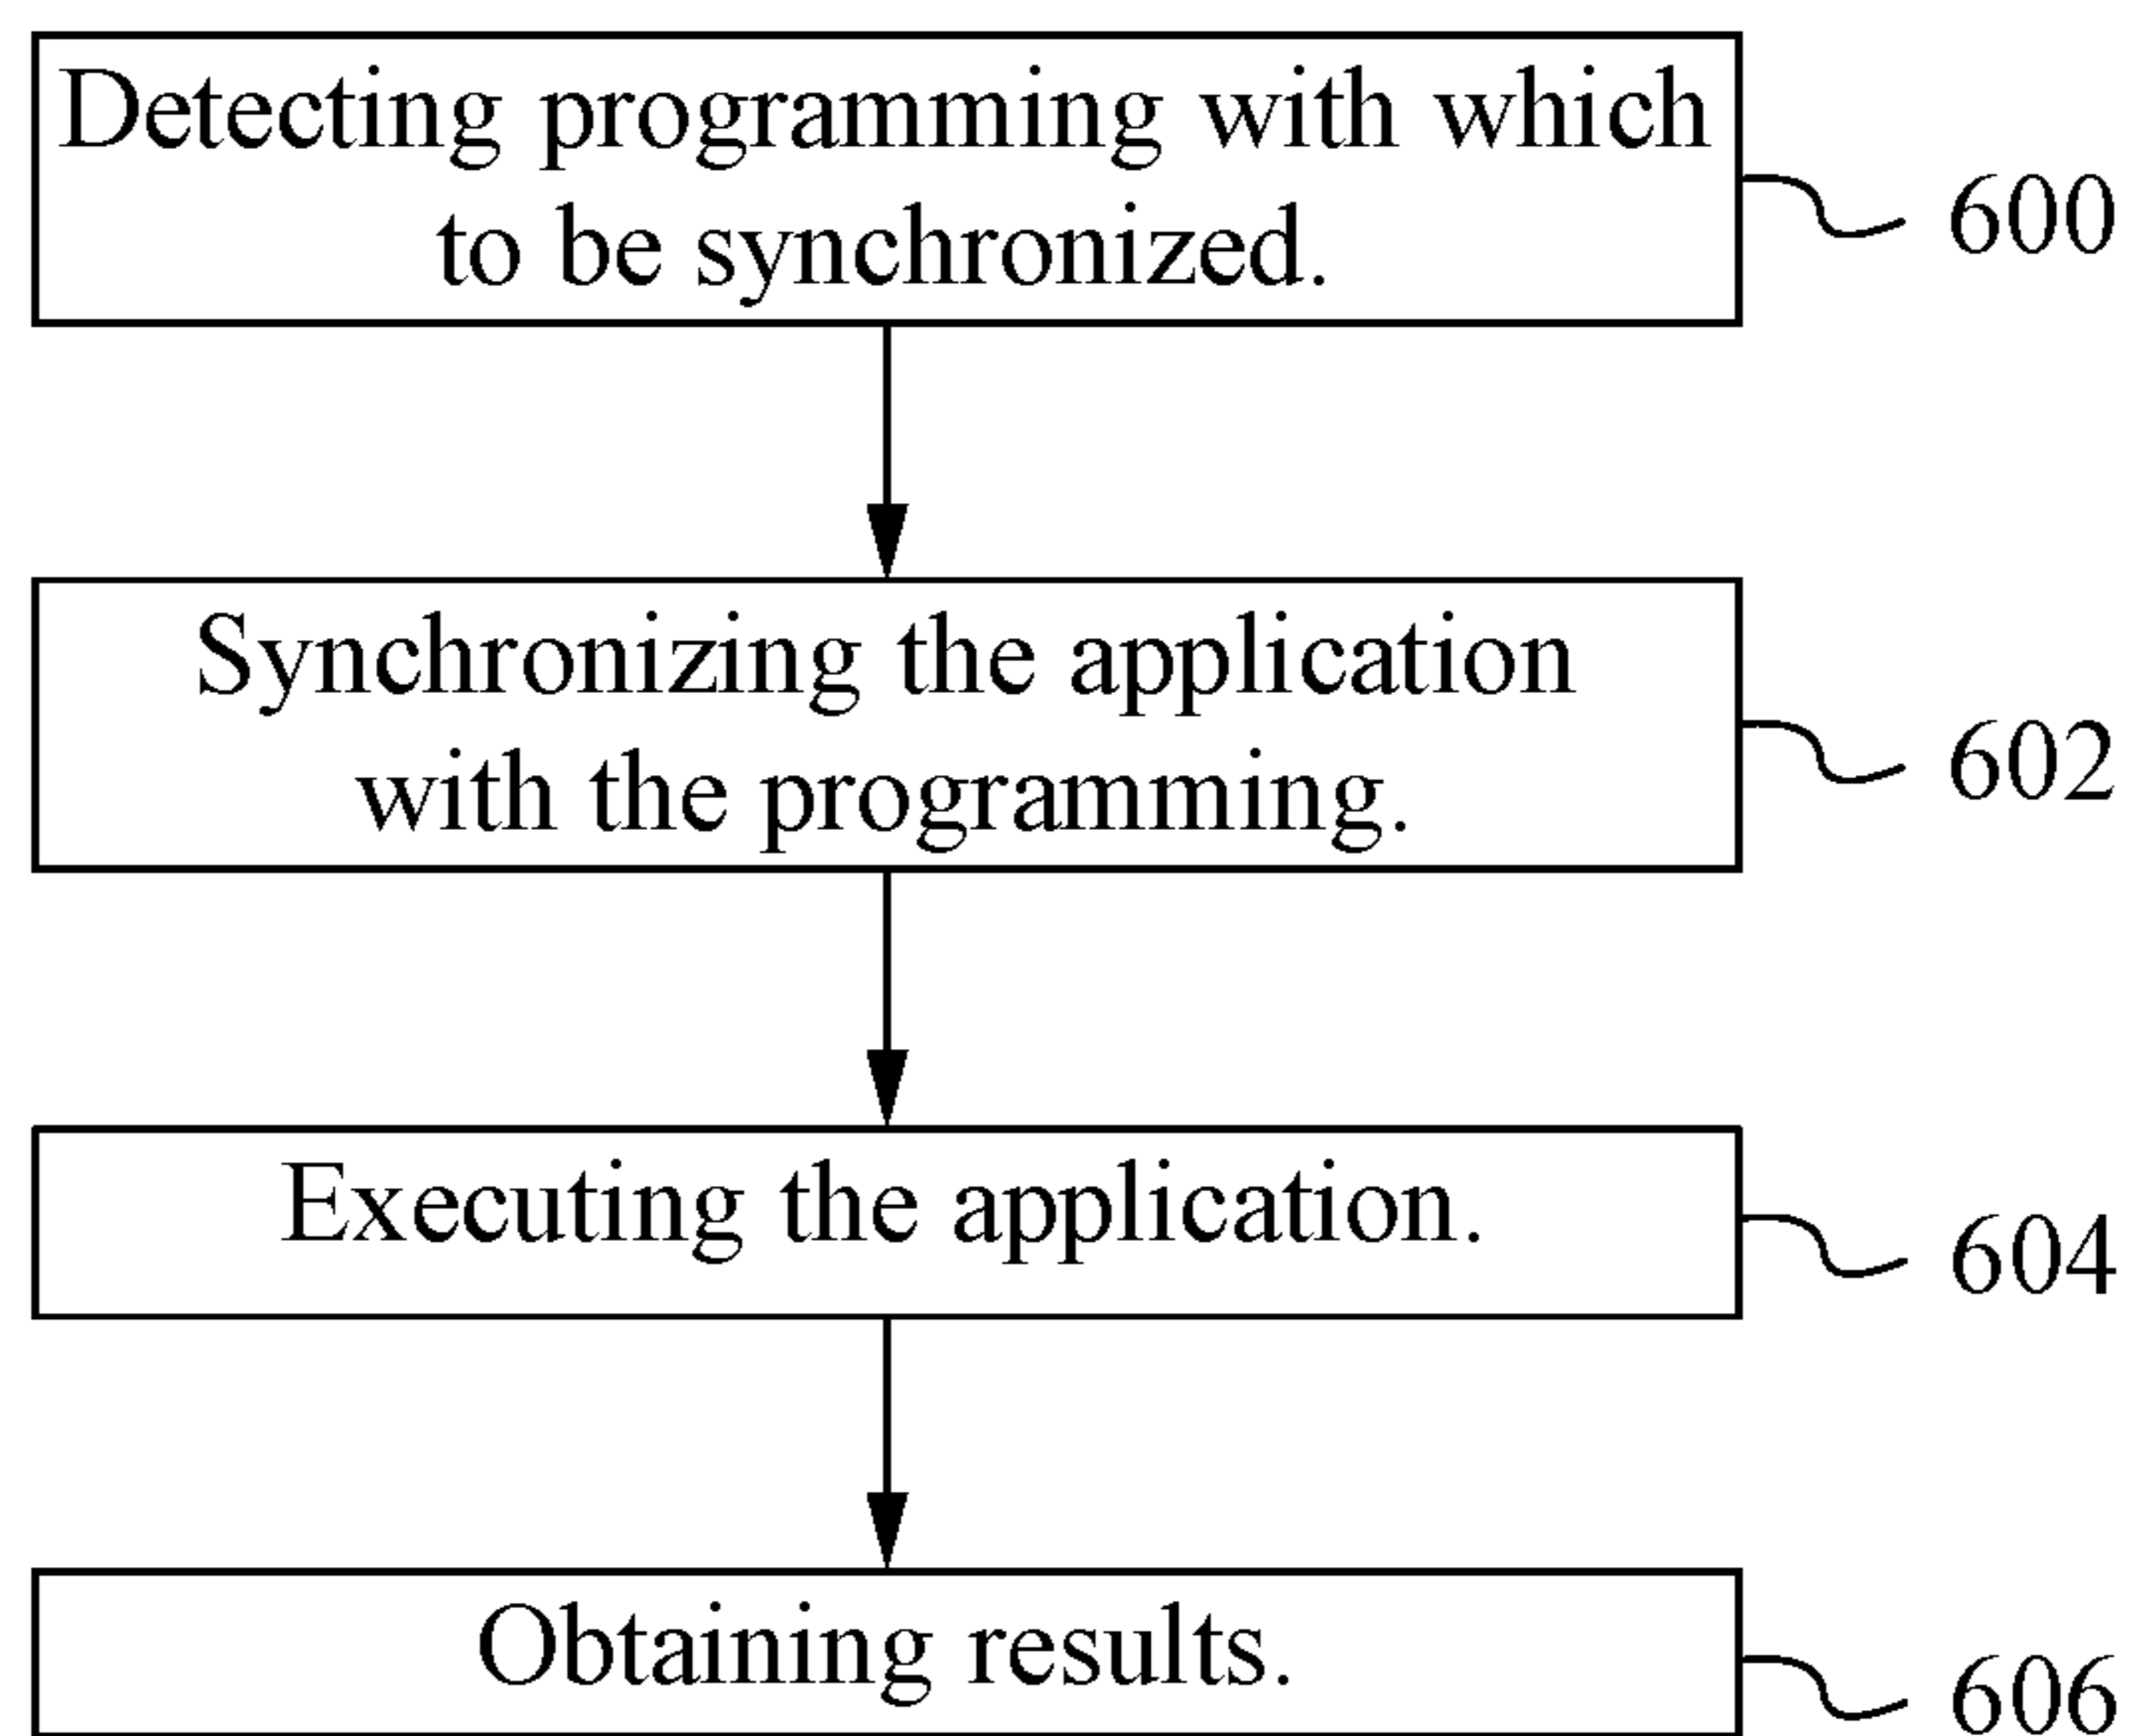 Detecting programming with which
to be synchronized.
600
Synchronizing the application
with the programming.
602
Executing the application.
604
Obtaining results.
606